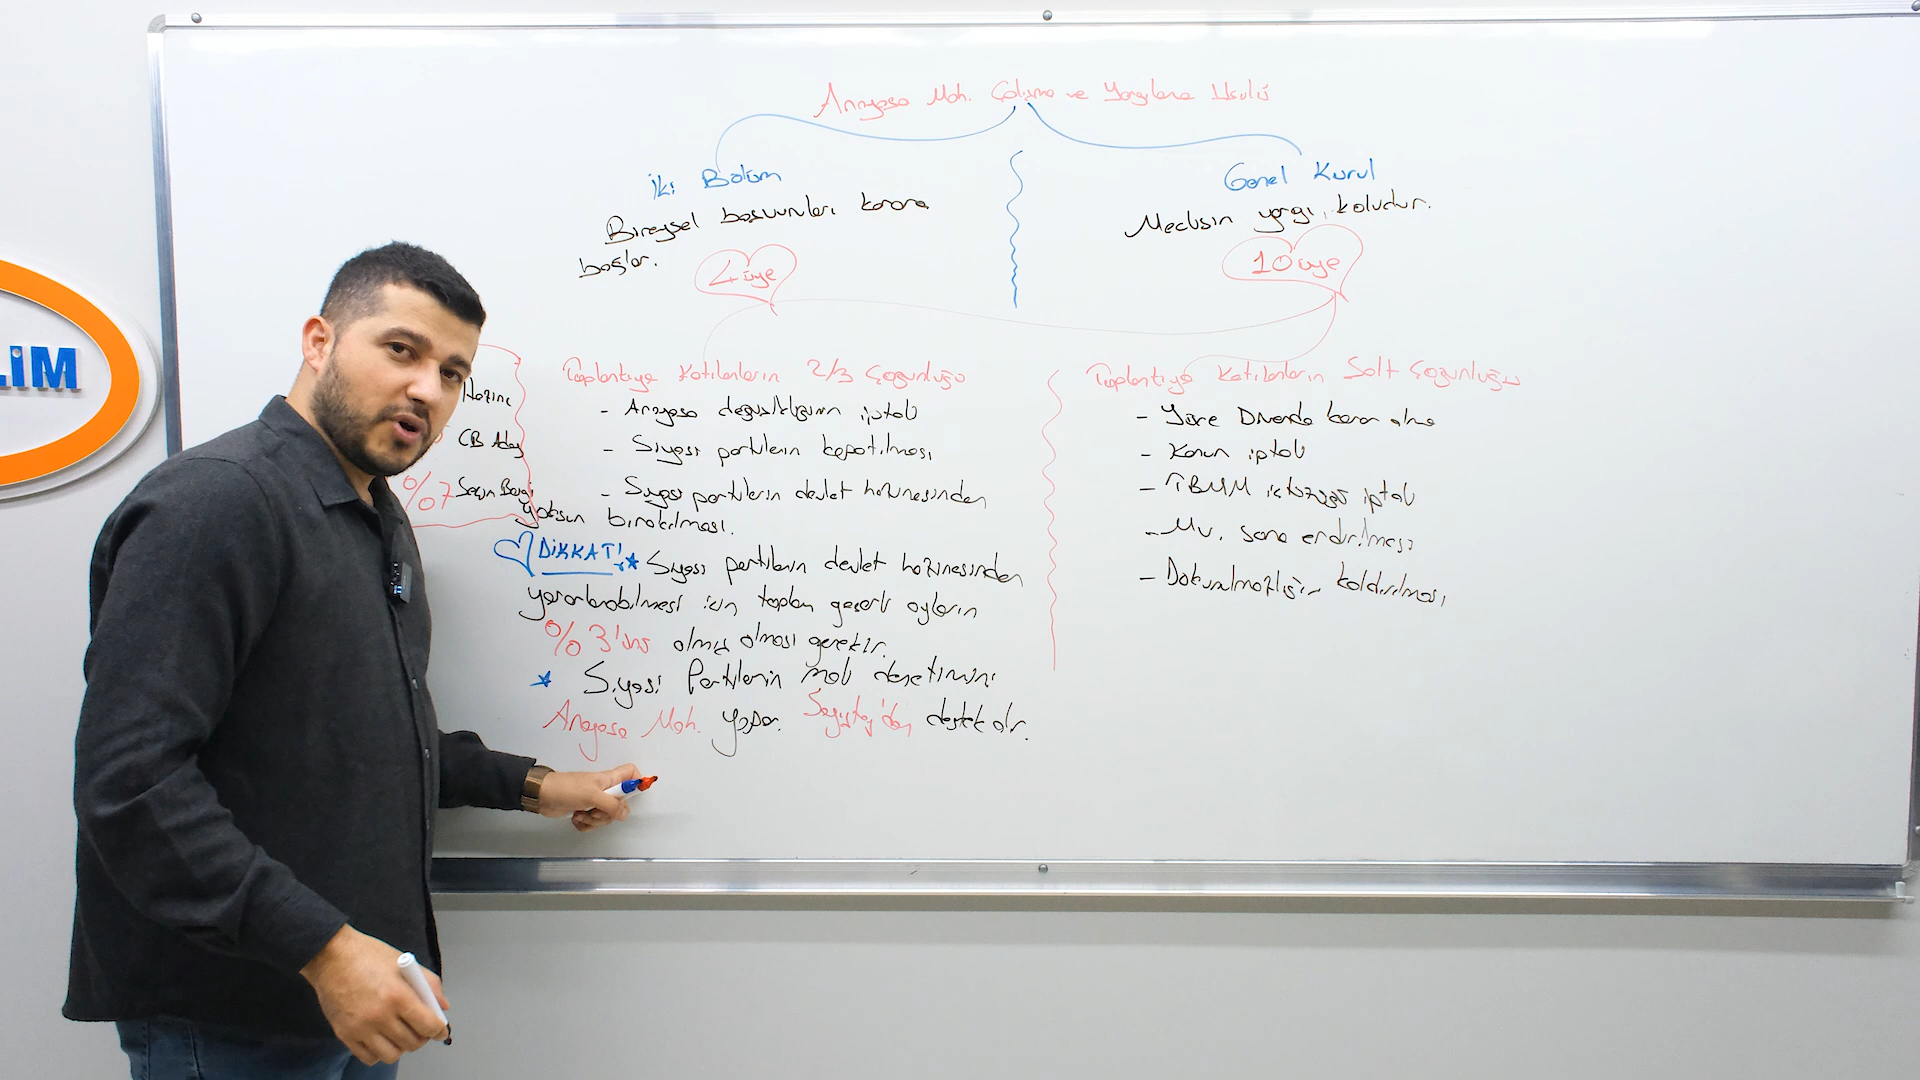 Anayasa Mah. Çalışma ve Yargılama Usulü
İki Bölüm
Bireysel başvuruları karara
bağlar.
4 üye
Genel Kurul
Meclisin yargı koludur.
10 üye
Toplantıya Katılanların 2/3 Çoğunluğu
- Anayasa değişikliğinin iptali
- Siyasi partilerin kapatılması
- Siyasi partilerin devlet hazinesinden
yoksun bırakılması.
DİKKAT! Siyasi partilerin devlet hazinesinden
yararlanabilmesi için toplam geçerli oyların
%3'ünü almış olması gerekir.
Siyasi Partilerin mali denetimini
Anayasa Mah. yapar. Sayıştay'dan destek alır.
Toplantıya Katılanların Salt Çoğunluğu
- Yüce Divanda karar alma
- Kanun iptali
- TBMM içtüzüğü iptali
- Mv. sona erdirilmesi
- Dokunulmazlığın kaldırılması
Hazine
CB Aday
%7 Seçim Barajı
LİM